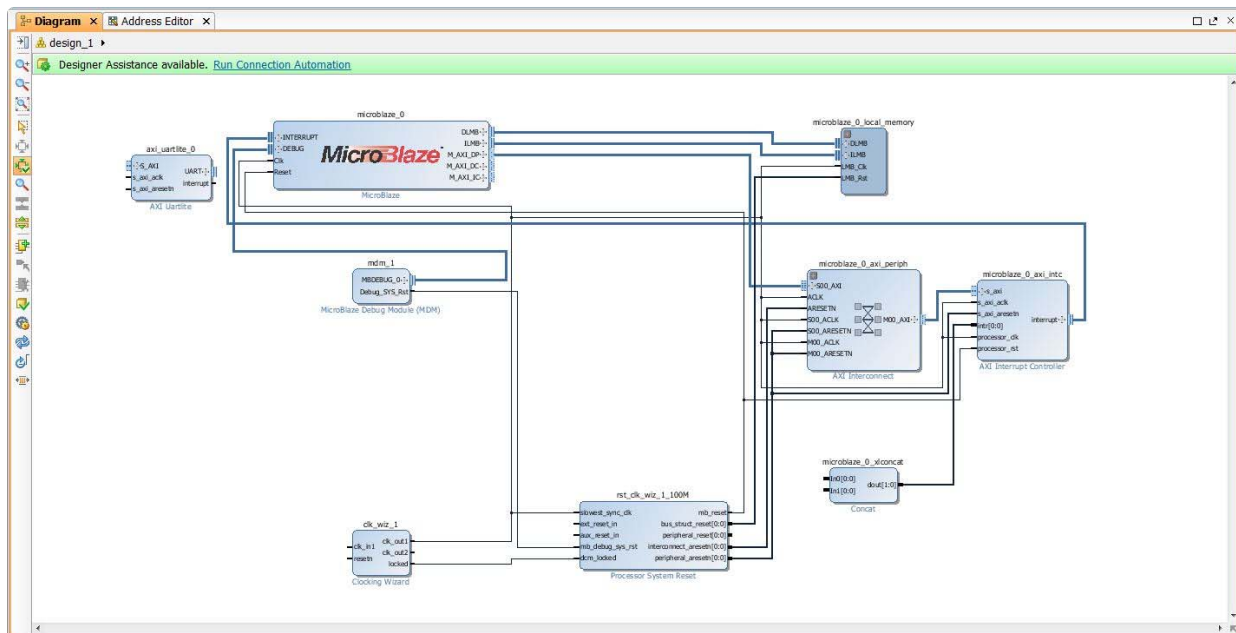 Diagram × Address Editor ×
design_1
Designer Assistance available. Run Connection Automation
microblaze_0
INTERRUPT
DEBUG
Clk
Reset
MicroBlaze
DLMB
ILMB
M_AXI_DP
M_AXI_DC
M_AXI_IC
MicroBlaze
microblaze_0_local_memory
DLMB
ILMB
LMB_Clk
LMB_Rst
axi_uartlite_0
S_AXI
s_axi_aclk
s_axi_aresetn
UART
interrupt
AXI Uartlite
mdm_1
MBDEBUG_0
Debug_SYS_Rst
MicroBlaze Debug Module (MDM)
microblaze_0_axi_periph
S00_AXI
ACLK
ARESETN
S00_ACLK
S00_ARESETN
M00_ACLK
M00_ARESETN
M00_AXI
AXI Interconnect
microblaze_0_axi_intc
s_axi
s_axi_aclk
s_axi_aresetn
intr[0:0]
processor_clk
processor_rst
interrupt
AXI Interrupt Controller
microblaze_0_xlconcat
In0[0:0]
In1[0:0]
dout[1:0]
Concat
rst_clk_wiz_1_100M
slowest_sync_clk
ext_reset_in
aux_reset_in
mb_debug_sys_rst
dcm_locked
mb_reset
bus_struct_reset[0:0]
peripheral_reset[0:0]
interconnect_aresetn[0:0]
peripheral_aresetn[0:0]
Processor System Reset
clk_wiz_1
clk_in1
resetn
clk_out1
clk_out2
locked
Clocking Wizard